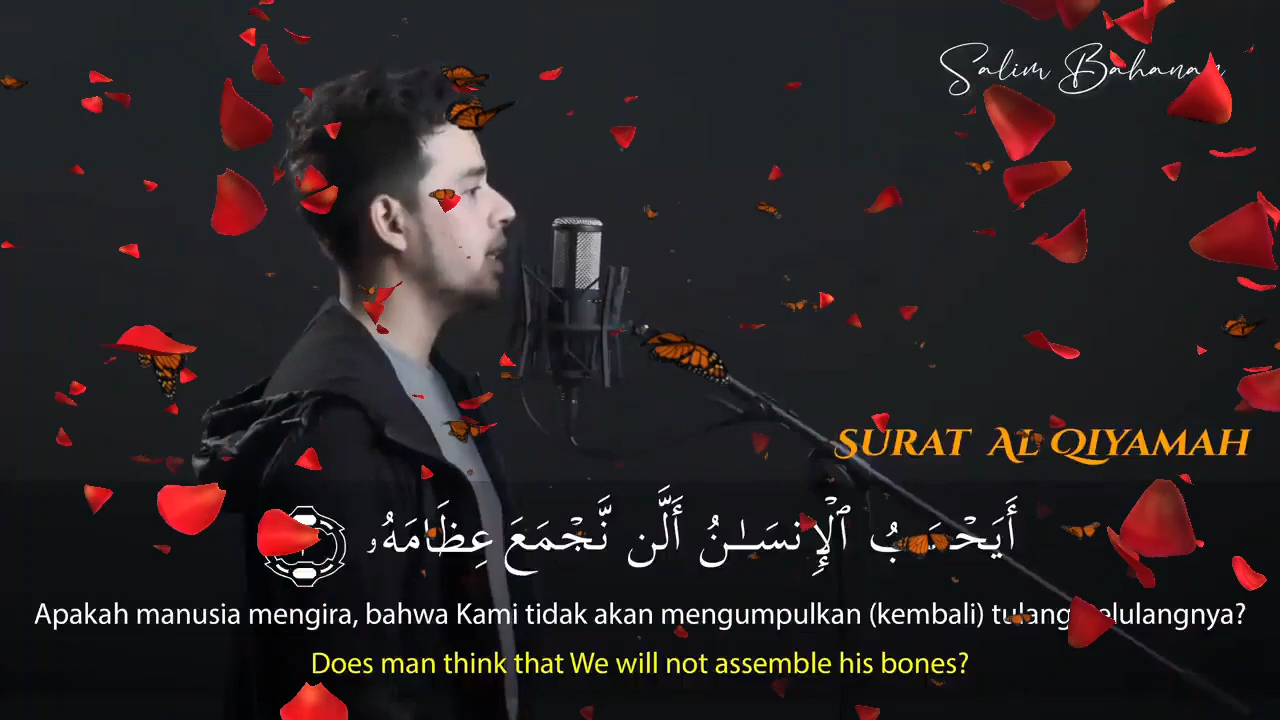 Salim Bahanan
SURAT AL QIYAMAH
أَيَحْسَبُ ٱلْإِنسَـٰنُ أَلَّن نَّجْمَعَ عِظَامَهُۥ
Apakah manusia mengira, bahwa Kami tidak akan mengumpulkan (kembali) tulang belulangnya?
Does man think that We will not assemble his bones?